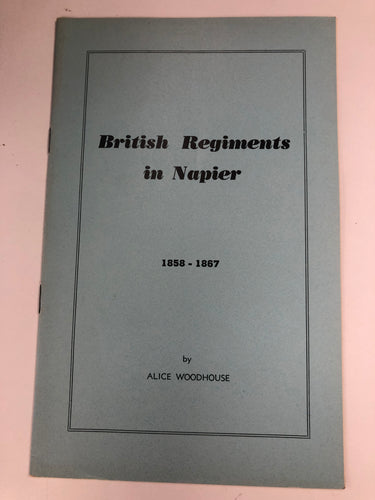 British Regiments
in Napier
1858 - 1867
by
ALICE WOODHOUSE